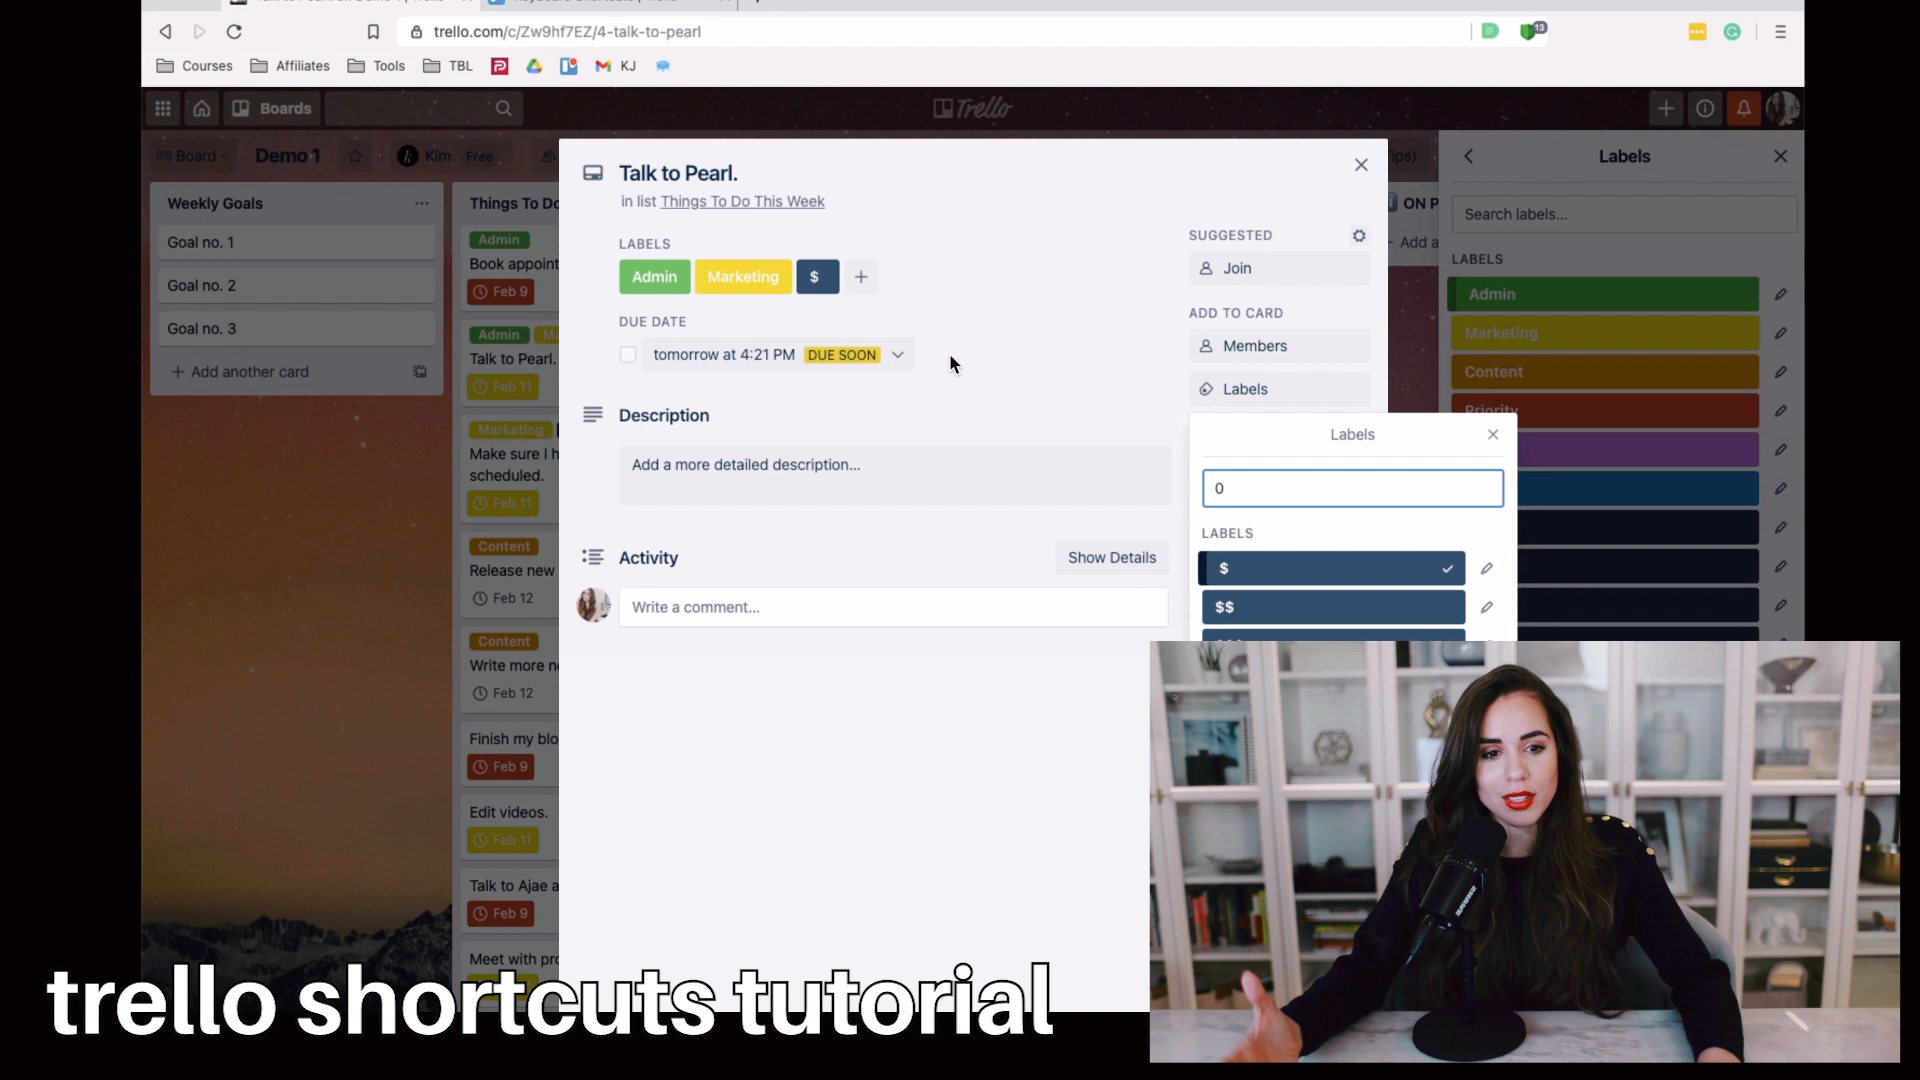 trello.com/c/Zw9hf7EZ/4-talk-to-pearl
13
Courses Affiliates Tools TBL KJ
Boards
Trello
Board
Demo 1
Kim Free
ips)
Labels
Weekly Goals
Goal no. 1
Goal no. 2
Goal no. 3
Add another card
Things To Do
Admin
Book appoint
Feb 9
Admin
Talk to Pearl.
Feb 11
Marketing
Make sure I h
scheduled.
Feb 11
Content
Release new
Feb 12
Content
Write more n
Feb 12
Finish my blo
Feb 9
Edit videos.
Feb 11
Talk to Ajae a
Feb 9
Meet with pro
Talk to Pearl.
in list Things To Do This Week
LABELS
Admin Marketing $ +
DUE DATE
tomorrow at 4:21 PM DUE SOON
Description
Add a more detailed description...
Activity
Show Details
Write a comment...
SUGGESTED
Join
ADD TO CARD
Members
Labels
Labels
0
LABELS
$
$$
ON P
Add a
Search labels...
LABELS
Admin
Marketing
Content
Priority
trello shortcuts tutorial